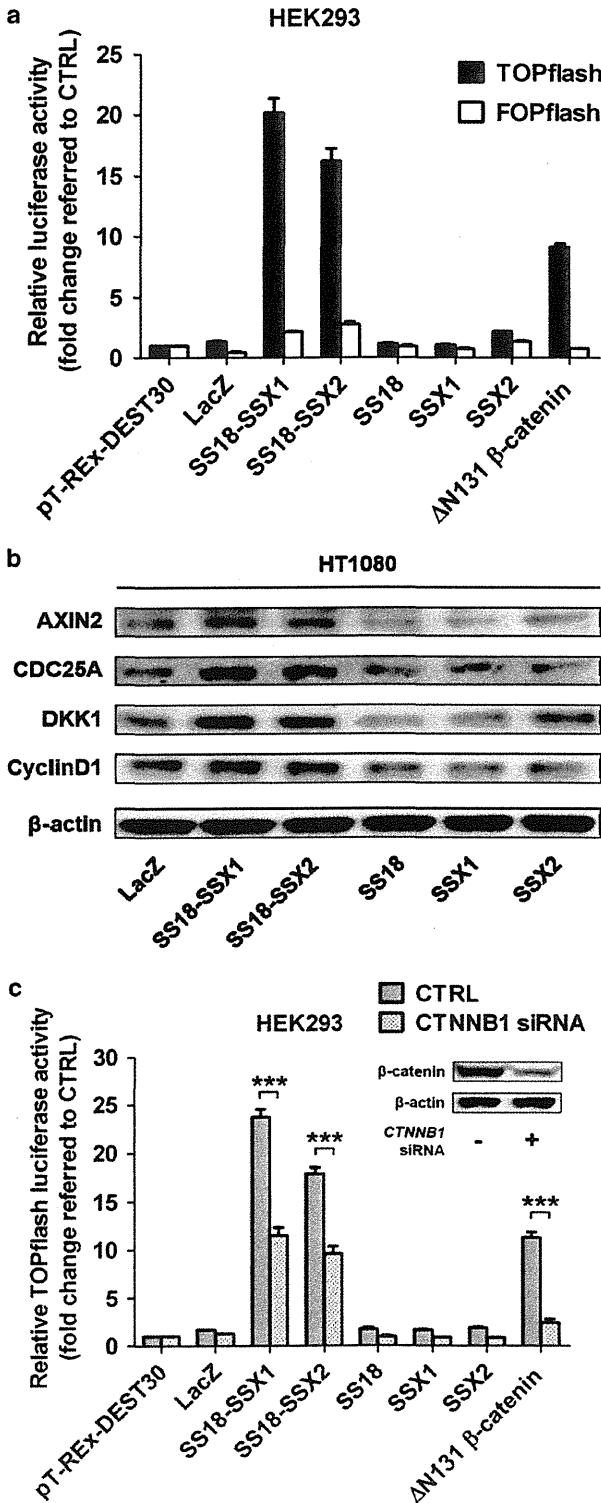 a
HEK293
Relative luciferase activity
(fold change referred to CTRL)
25
20
15
10
5
0
TOPflash
FOPflash
pT-REx-DEST30
LacZ
SS18-SSX1
SS18-SSX2
SS18
SSX1
SSX2
ΔN131 β-catenin
b
HT1080
AXIN2
CDC25A
DKK1
CyclinD1
β-actin
LacZ
SS18-SSX1
SS18-SSX2
SS18
SSX1
SSX2
c
CTRL
CTNNB1 siRNA
HEK293
Relative TOPflash luciferase activity
(fold change referred to CTRL)
30
25
20
15
10
5
0
***
***
***
β-catenin
β-actin
CTNNB1
siRNA
- +
pT-REx-DEST30
LacZ
SS18-SSX1
SS18-SSX2
SS18
SSX1
SSX2
ΔN131 β-catenin